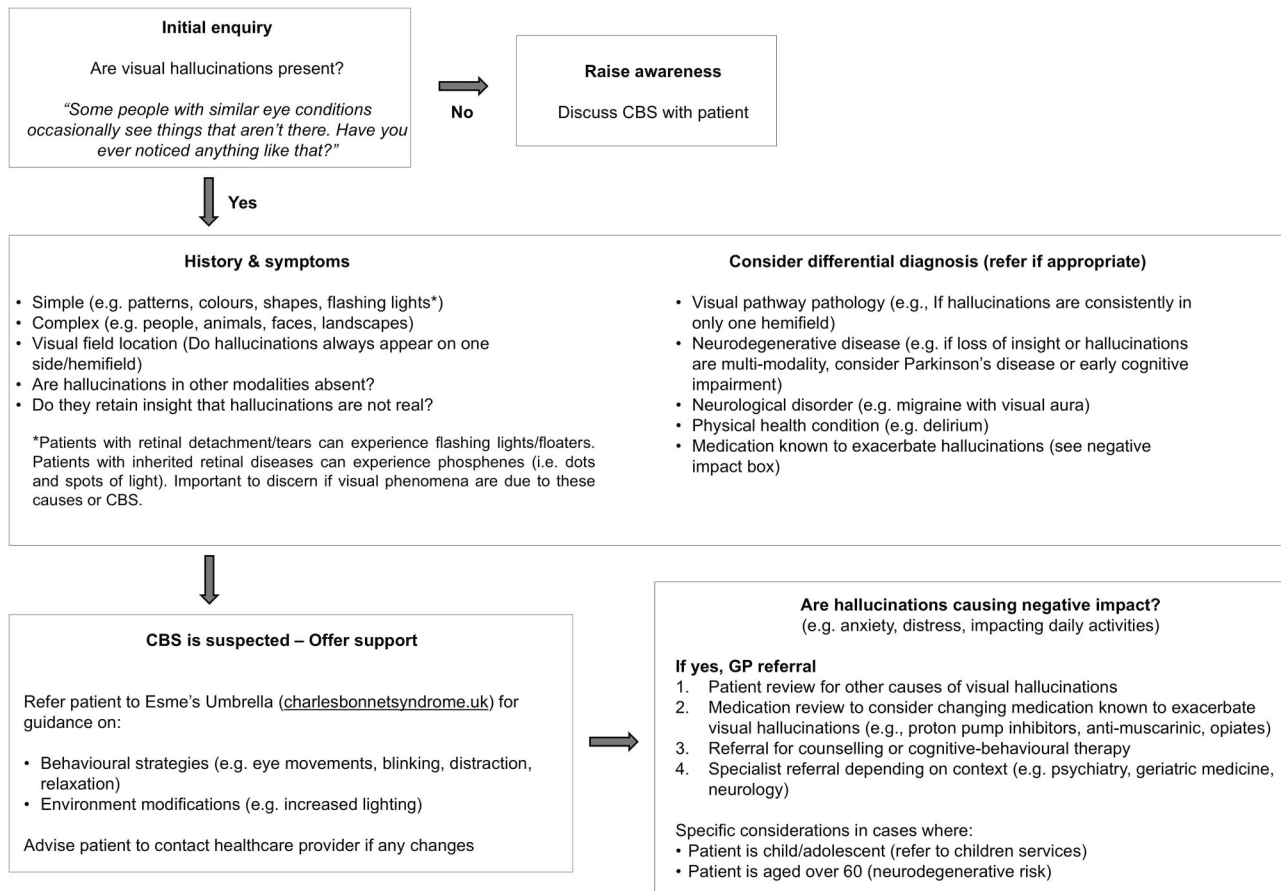 Initial enquiry
Are visual hallucinations present?
“Some people with similar eye conditions
occasionally see things that aren’t there. Have you
ever noticed anything like that?”
No
Raise awareness
Discuss CBS with patient
Yes
History & symptoms
• Simple (e.g. patterns, colours, shapes, flashing lights*)
• Complex (e.g. people, animals, faces, landscapes)
• Visual field location (Do hallucinations always appear on one
side/hemifield)
• Are hallucinations in other modalities absent?
• Do they retain insight that hallucinations are not real?
*Patients with retinal detachment/tears can experience flashing lights/floaters.
Patients with inherited retinal diseases can experience phosphenes (i.e. dots
and spots of light). Important to discern if visual phenomena are due to these
causes or CBS.
Consider differential diagnosis (refer if appropriate)
• Visual pathway pathology (e.g., If hallucinations are consistently in
only one hemifield)
• Neurodegenerative disease (e.g. if loss of insight or hallucinations
are multi-modality, consider Parkinson’s disease or early cognitive
impairment)
• Neurological disorder (e.g. migraine with visual aura)
• Physical health condition (e.g. delirium)
• Medication known to exacerbate hallucinations (see negative
impact box)
CBS is suspected – Offer support
Refer patient to Esme’s Umbrella (charlesbonnetsyndrome.uk) for
guidance on:
• Behavioural strategies (e.g. eye movements, blinking, distraction,
relaxation)
• Environment modifications (e.g. increased lighting)
Advise patient to contact healthcare provider if any changes
Are hallucinations causing negative impact?
(e.g. anxiety, distress, impacting daily activities)
If yes, GP referral
1. Patient review for other causes of visual hallucinations
2. Medication review to consider changing medication known to exacerbate
visual hallucinations (e.g., proton pump inhibitors, anti-muscarinic, opiates)
3. Referral for counselling or cognitive-behavioural therapy
4. Specialist referral depending on context (e.g. psychiatry, geriatric medicine,
neurology)
Specific considerations in cases where:
• Patient is child/adolescent (refer to children services)
• Patient is aged over 60 (neurodegenerative risk)